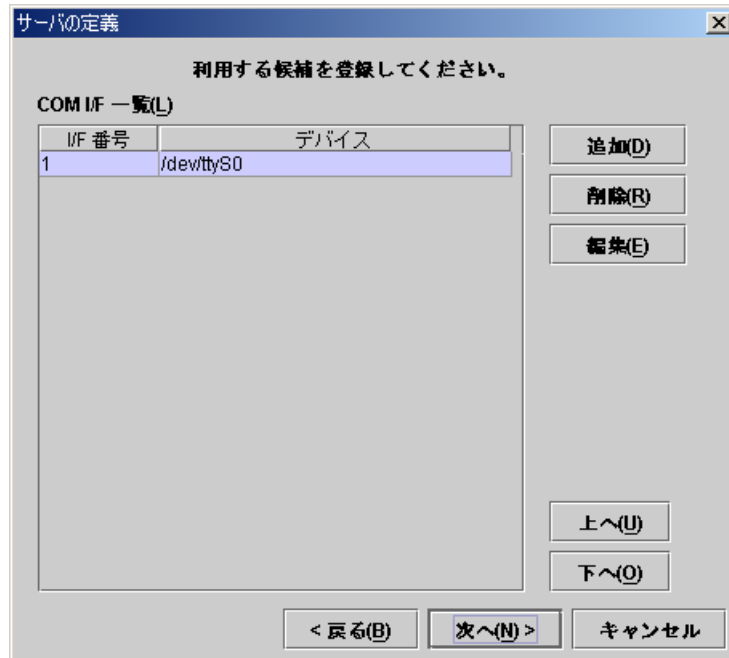 サーバの定義
利用する候補を登録してください。
COM I/F 一覧(L)
I/F 番号 デバイス
1 /dev/ttyS0
追加(D)
削除(R)
編集(E)
上へ(U)
下へ(O)
< 戻る(B) 次へ(N) > キャンセル